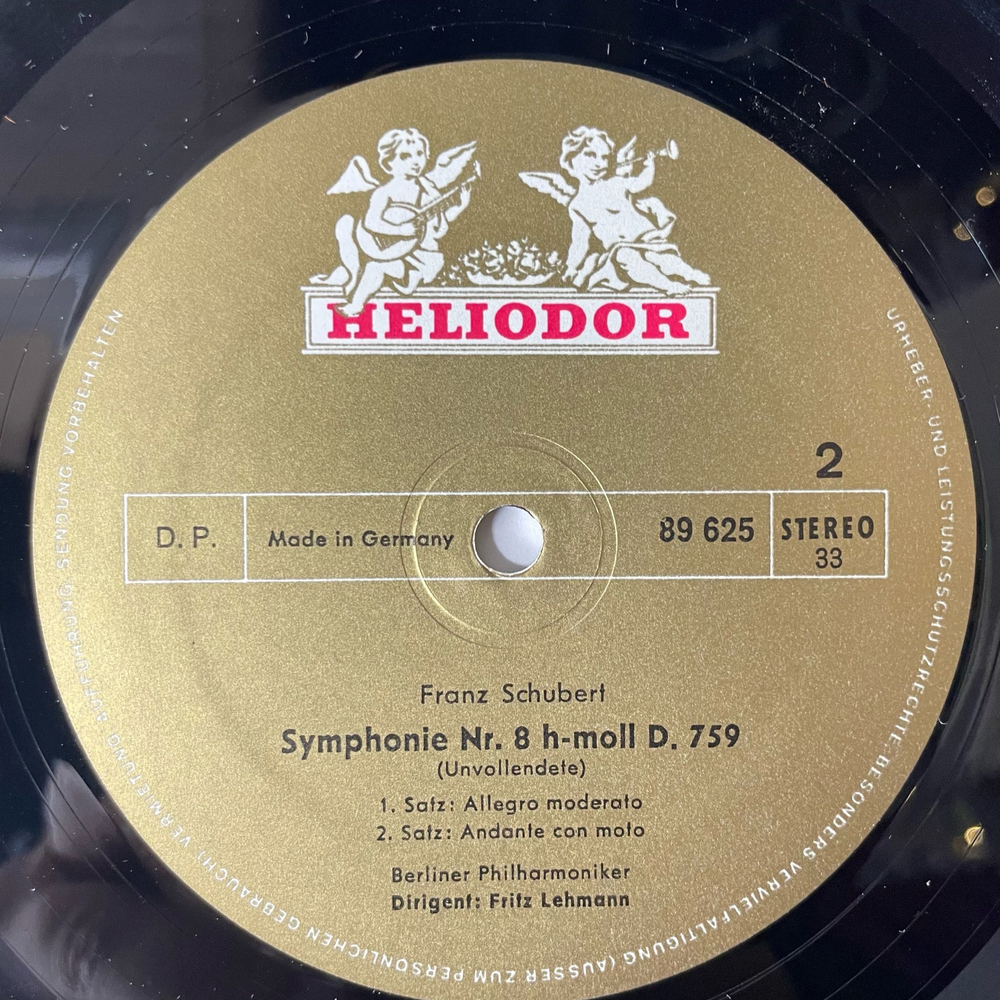 HELIODOR
2
D. P.
Made in Germany
89 625
STEREO
33
Franz Schubert
Symphonie Nr. 8 h-moll D. 759
(Unvollendete)
1. Satz: Allegro moderato
2. Satz: Andante con moto
Berliner Philharmoniker
Dirigent: Fritz Lehmann
URHEBER- UND LEISTUNGSSCHUTZRECHTE BESONDERS VERVIELFÄLTIGUNG (AUSSER ZUM PERSÖNLICHEN GEBRAUCH) VERMIETUNG AUFFÜHRUNG, SENDUNG VORBEHALTEN